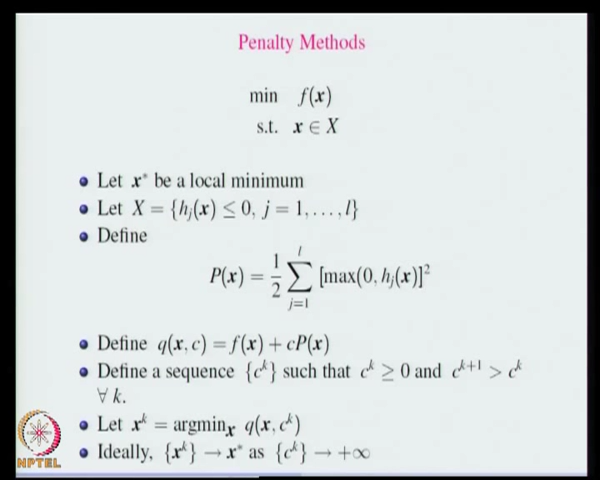 Penalty Methods
min f(x)
s.t. x ∈ X
• Let x* be a local minimum
• Let X = {h_j(x) ≤ 0, j = 1, . . . , l}
• Define
P(x) = 1/2 ∑_{j=1}^{l} [max(0, h_j(x)]²
• Define q(x, c) = f(x) + cP(x)
• Define a sequence {c^k} such that c^k ≥ 0 and c^{k+1} > c^k
∀ k.
• Let x^k = argmin_x q(x, c^k)
• Ideally, {x^k} → x* as {c^k} → +∞
NPTEL